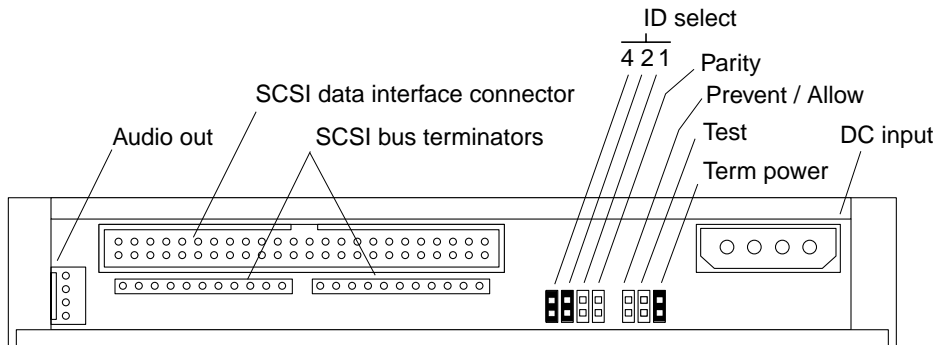 ID select
4 2 1
Parity
SCSI data interface connector
Prevent / Allow
Audio out
SCSI bus terminators
Test
DC input
Term power